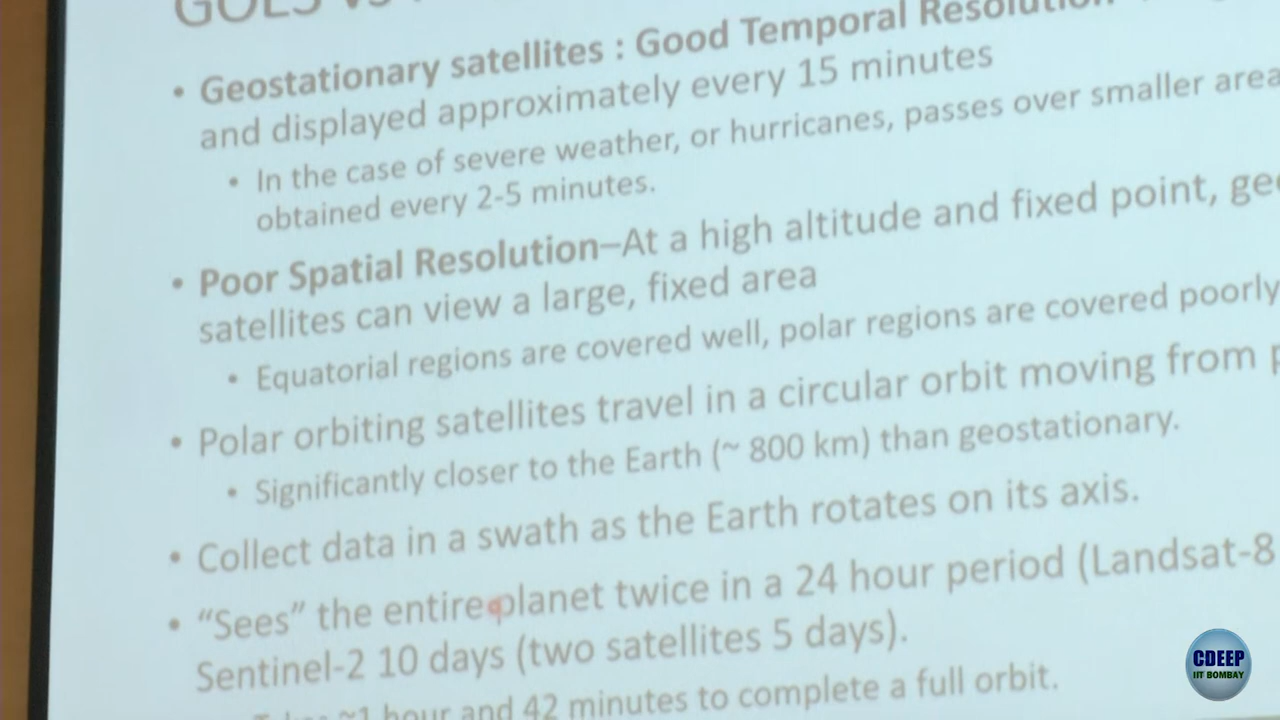 GOES vs
• Geostationary satellites : Good Temporal Resolution
and displayed approximately every 15 minutes
• In the case of severe weather, or hurricanes, passes over smaller area
obtained every 2-5 minutes.
• Poor Spatial Resolution–At a high altitude and fixed point,
satellites can view a large, fixed area
• Equatorial regions are covered well, polar regions are covered poorly
• Polar orbiting satellites travel in a circular orbit moving from
• Significantly closer to the Earth (~ 800 km) than geostationary.
• Collect data in a swath as the Earth rotates on its axis.
• “Sees” the entire planet twice in a 24 hour period (Landsat-8
Sentinel-2 10 days (two satellites 5 days).
~1 hour and 42 minutes to complete a full orbit.
CDEEP
IIT BOMBAY